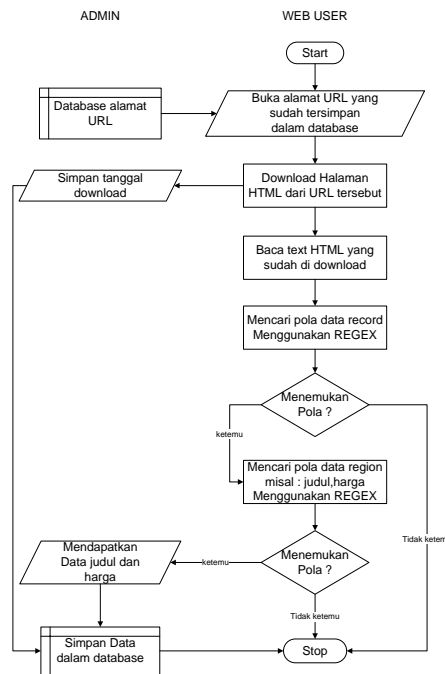 ADMIN
WEB USER
Start
Database alamat
URL
Buka alamat URL yang
sudah tersimpan
dalam database
Simpan tanggal
download
Download Halaman
HTML dari URL tersebut
Baca text HTML yang
sudah di download
Mencari pola data record
Menggunakan REGEX
Menemukan
Pola ?
ketemu
Mencari pola data region
misal : judul,harga
Menggunakan REGEX
Tidak ketem
Mendapatkan
Data judul dan
harga
ketemu
Menemukan
Pola ?
Tidak ketemu
Simpan Data
dalam database
Stop